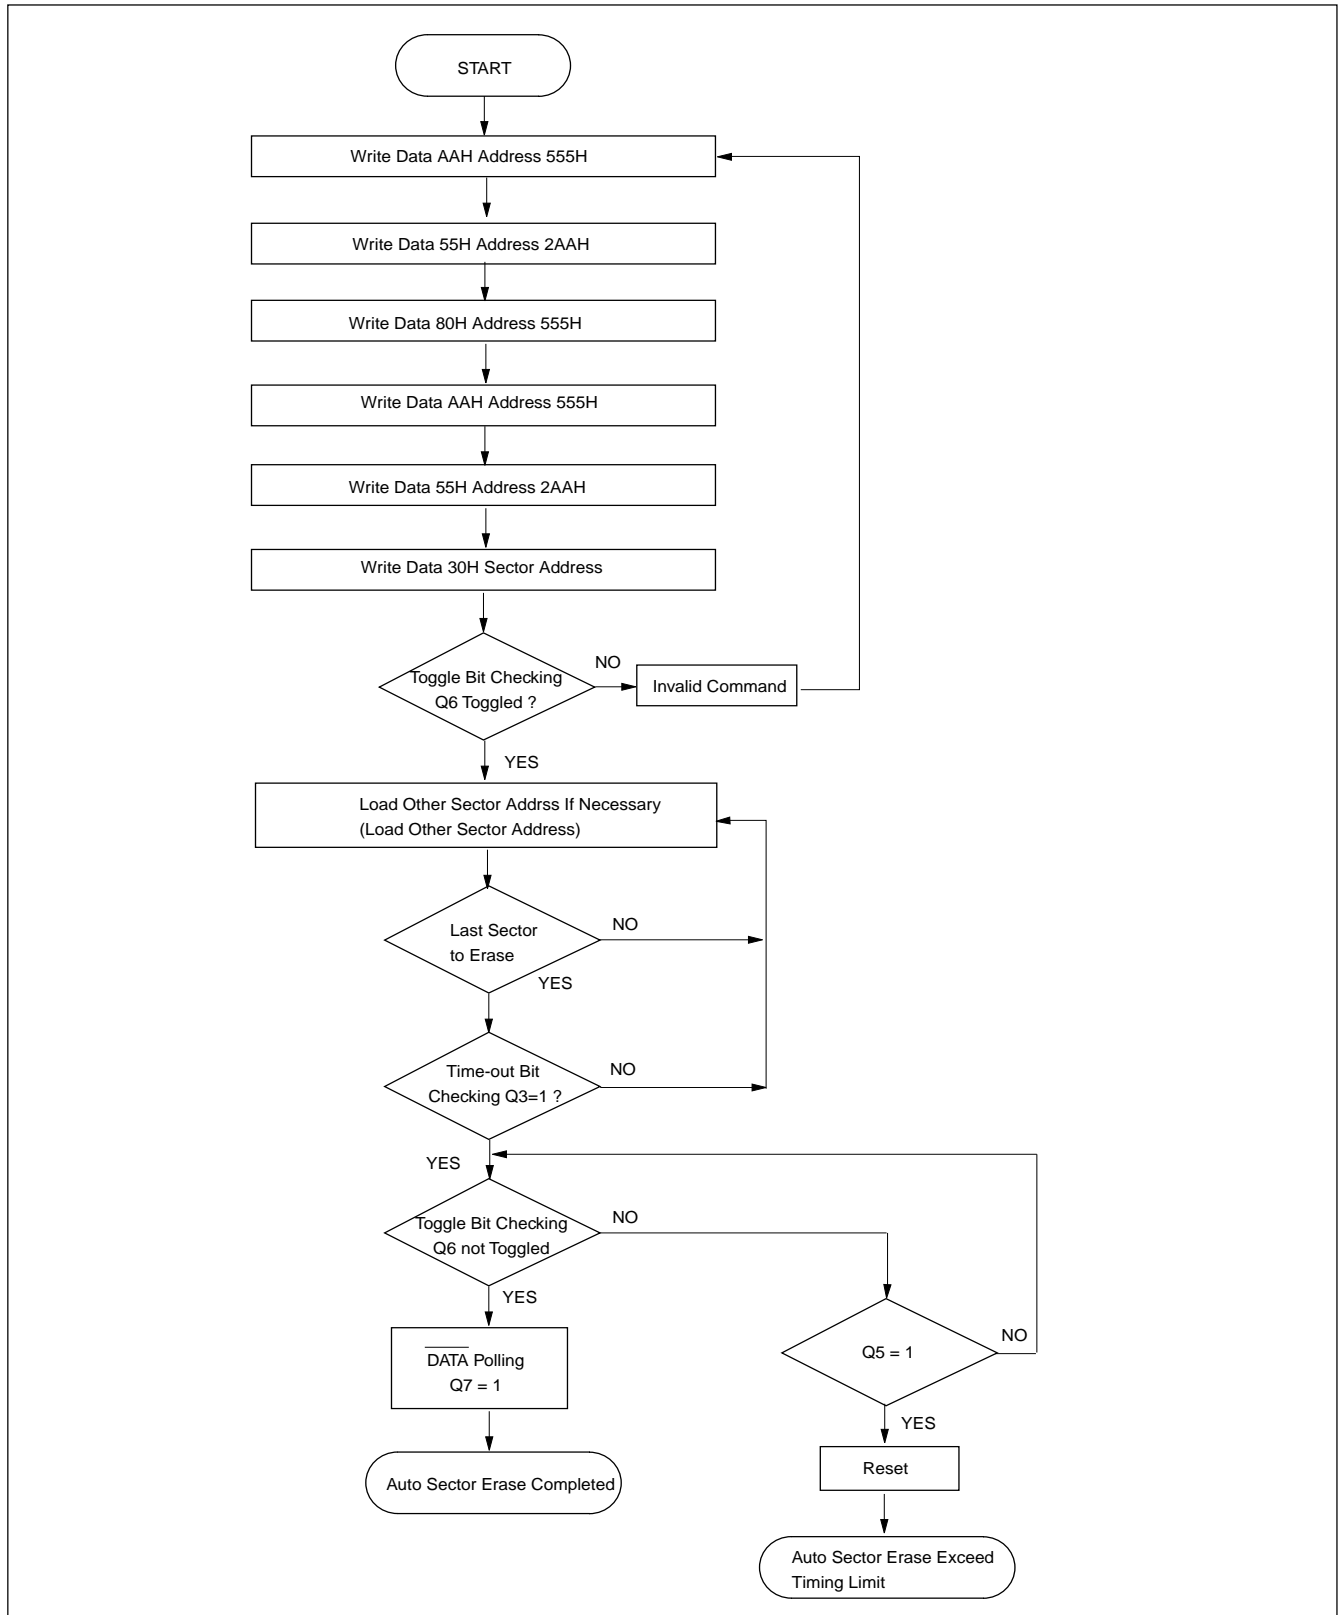 START
Write Data AAH Address 555H
Write Data 55H Address 2AAH
Write Data 80H Address 555H
Write Data AAH Address 555H
Write Data 55H Address 2AAH
Write Data 30H Sector Address
Toggle Bit Checking
Q6 Toggled ?
NO
Invalid Command
YES
Load Other Sector Addrss If Necessary
(Load Other Sector Address)
Last Sector
to Erase
NO
YES
Time-out Bit
Checking Q3=1 ?
NO
YES
Toggle Bit Checking
Q6 not Toggled
NO
YES
DATA Polling
Q7 = 1
Q5 = 1
NO
YES
Reset
Auto Sector Erase Completed
Auto Sector Erase Exceed
Timing Limit